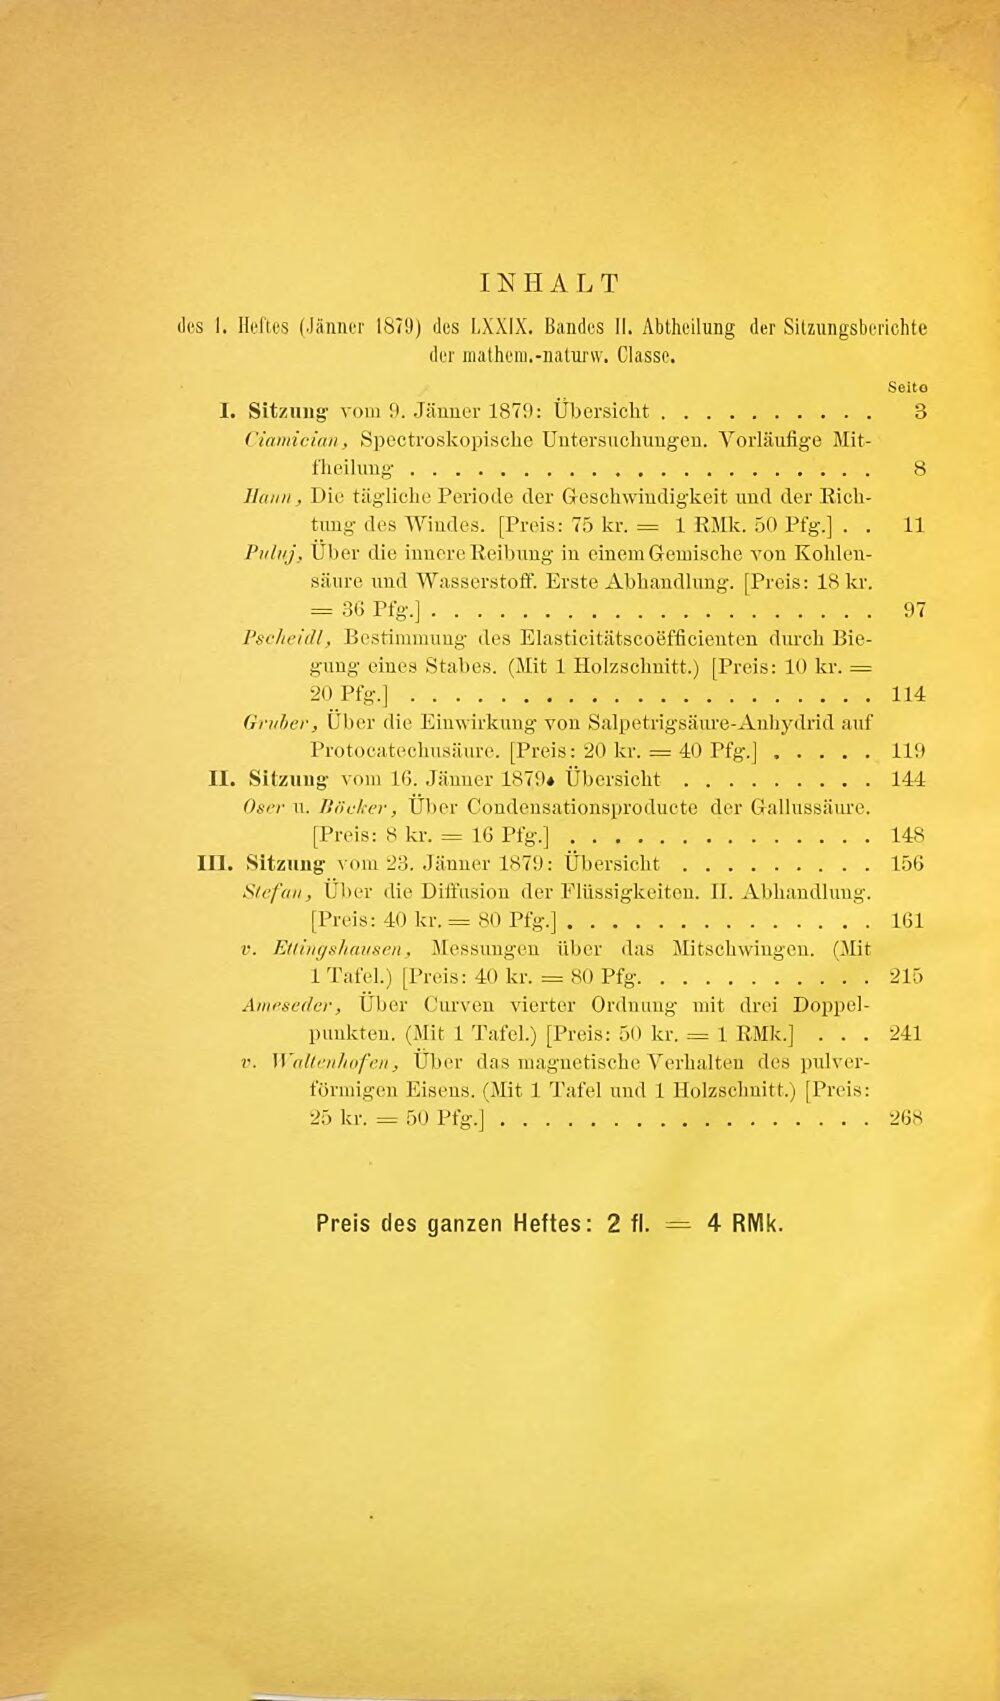 INHALT
des 1. Heftes (Jänner 1879) des LXXIX. Bandes II. Abtheilung der Sitzungsberichte
der mathem.-naturw. Classe.
Seite
I. Sitzung vom 9. Jänner 1879: Übersicht . . . . . . . . . . 3
Ciamician, Spectroskopische Untersuchungen. Vorläufige Mit-
theilung . . . . . . . . . . . . . . . . . . . . 8
Hann, Die tägliche Periode der Geschwindigkeit und der Rich-
tung des Windes. [Preis: 75 kr. = 1 RMk. 50 Pfg.] . . 11
Puluj, Über die innere Reibung in einem Gemische von Kohlen-
säure und Wasserstoff. Erste Abhandlung. [Preis: 18 kr.
= 36 Pfg.] . . . . . . . . . . . . . . . . . . . 97
Pscheidl, Bestimmung des Elasticitätscoëfficienten durch Bie-
gung eines Stabes. (Mit 1 Holzschnitt.) [Preis: 10 kr. =
20 Pfg.] . . . . . . . . . . . . . . . . . . . . 114
Gruber, Über die Einwirkung von Salpetrigsäure-Anhydrid auf
Protocatechusäure. [Preis: 20 kr. = 40 Pfg.] . . . . . 119
II. Sitzung vom 16. Jänner 1879: Übersicht . . . . . . . . . 144
Oser u. Böcker, Über Condensationsproducte der Gallussäure.
[Preis: 8 kr. = 16 Pfg.] . . . . . . . . . . . . . . 148
III. Sitzung vom 23. Jänner 1879: Übersicht . . . . . . . . . 156
Stefan, Über die Diffusion der Flüssigkeiten. II. Abhandlung.
[Preis: 40 kr. = 80 Pfg.] . . . . . . . . . . . . . . 161
v. Ettingshausen, Messungen über das Mitschwingen. (Mit
1 Tafel.) [Preis: 40 kr. = 80 Pfg. . . . . . . . . . . 215
Ameseder, Über Curven vierter Ordnung mit drei Doppel-
punkten. (Mit 1 Tafel.) [Preis: 50 kr. = 1 RMk.] . . . 241
v. Waltenhofen, Über das magnetische Verhalten des pulver-
förmigen Eisens. (Mit 1 Tafel und 1 Holzschnitt.) [Preis:
25 kr. = 50 Pfg.] . . . . . . . . . . . . . . . . . 268
Preis des ganzen Heftes: 2 fl. = 4 RMk.